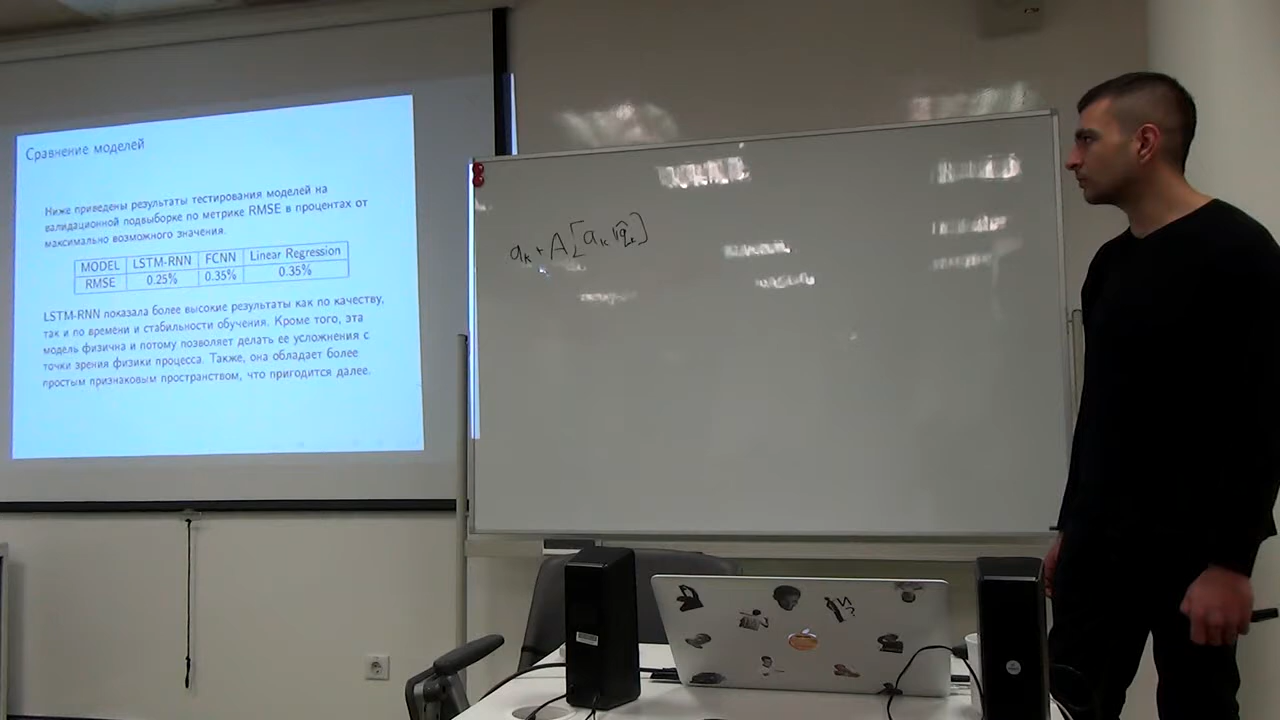 Сравнение моделей
Ниже приведены результаты тестирования моделей на
валидационной подвыборке по метрике RMSE в процентах от
максимально возможного значения.
MODEL LSTM-RNN FCNN Linear Regression
RMSE 0.25% 0.35% 0.35%
LSTM-RNN показала более высокие результаты как по качеству,
так и по времени и стабильности обучения. Кроме того, эта
модель физична и потому позволяет делать ее усложнения с
точки зрения физики процесса. Также, она обладает более
простым признаковым пространством, что пригодится далее.
aₖ + A[aₖ